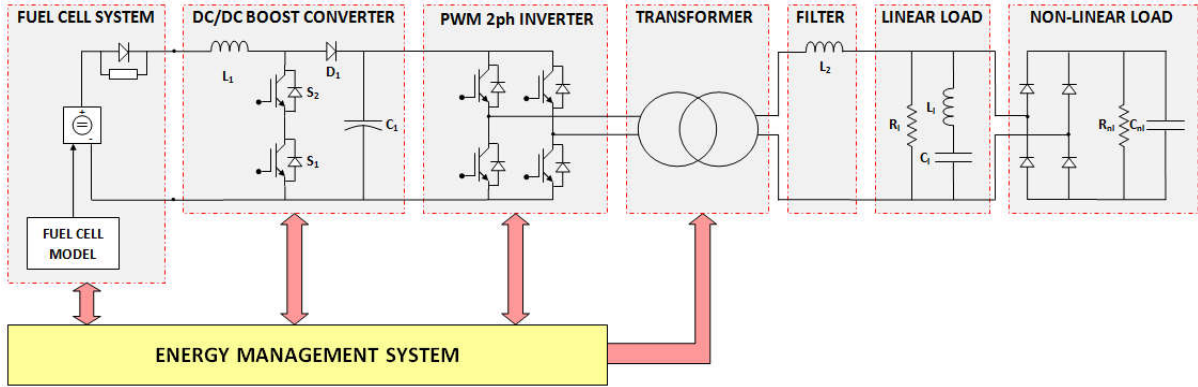 FUEL CELL SYSTEM
DC/DC BOOST CONVERTER
PWM 2ph INVERTER
TRANSFORMER
FILTER
LINEAR LOAD
NON-LINEAR LOAD
L1
D1
S2
C1
S1
L2
Ll
Rl
Cl
Rnl
Cnl
+
-
FUEL CELL
MODEL
ENERGY MANAGEMENT SYSTEM